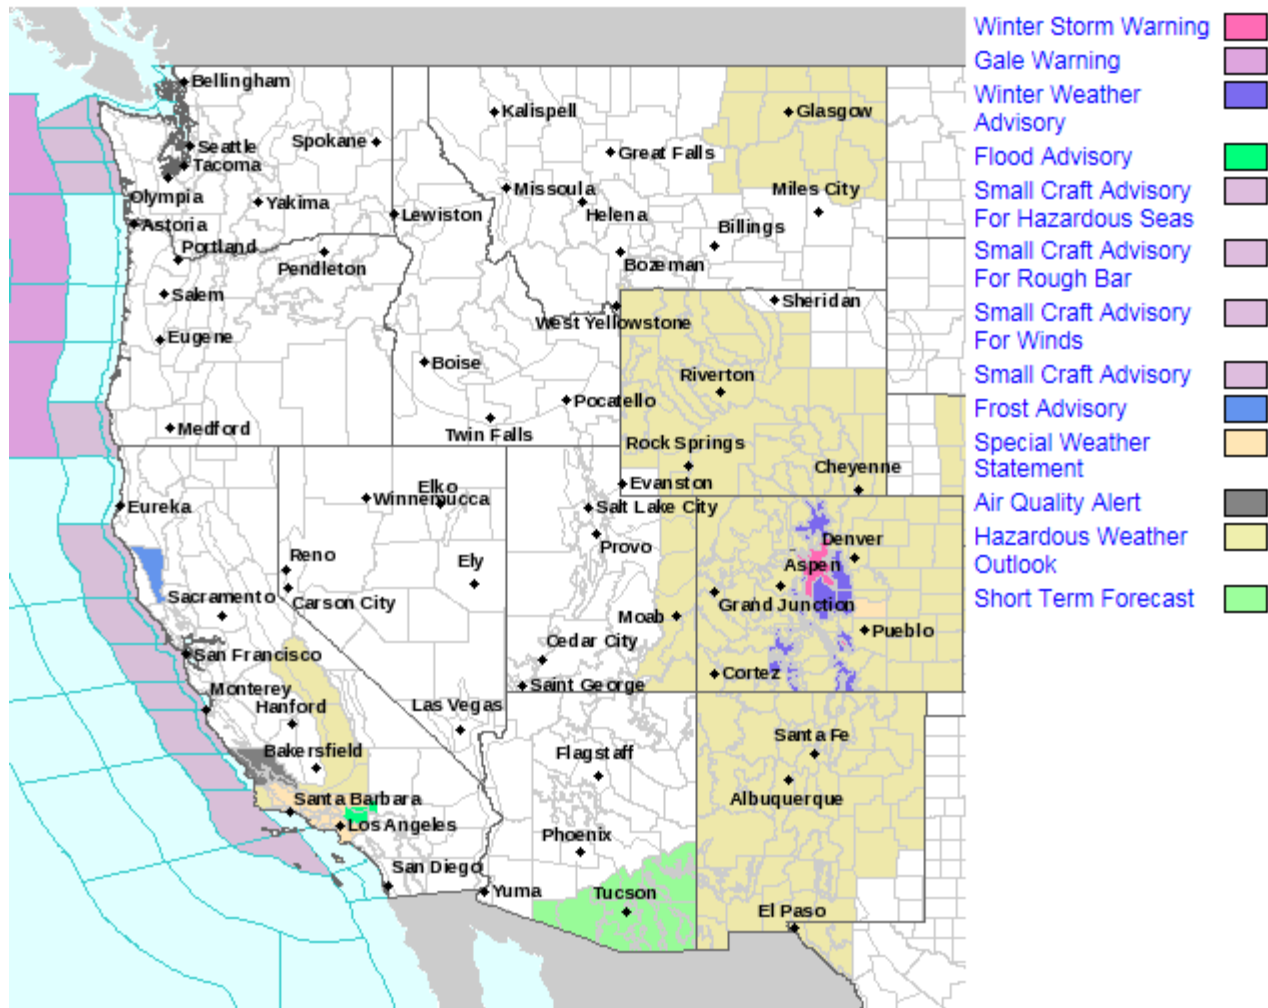 Bellingham
Seattle
Tacoma
Olympia
Spokane
Yakima
Astoria
Portland
Pendleton
Salem
Eugene
Medford
Lewiston
Kalispell
Great Falls
Missoula
Helena
Glasgow
Miles City
Billings
Bozeman
West Yellowstone
Sheridan
Boise
Pocatello
Twin Falls
Riverton
Rock Springs
Evanston
Cheyenne
Eureka
Elko
Winnemucca
Reno
Ely
Carson City
Sacramento
San Francisco
Monterey
Hanford
Bakersfield
Las Vegas
Santa Barbara
Los Angeles
San Diego
Salt Lake City
Provo
Moab
Cedar City
Saint George
Denver
Aspen
Grand Junction
Pueblo
Cortez
Flagstaff
Phoenix
Yuma
Tucson
Santa Fe
Albuquerque
El Paso
Winter Storm Warning
Gale Warning
Winter Weather
Advisory
Flood Advisory
Small Craft Advisory
For Hazardous Seas
Small Craft Advisory
For Rough Bar
Small Craft Advisory
For Winds
Small Craft Advisory
Frost Advisory
Special Weather
Statement
Air Quality Alert
Hazardous Weather
Outlook
Short Term Forecast